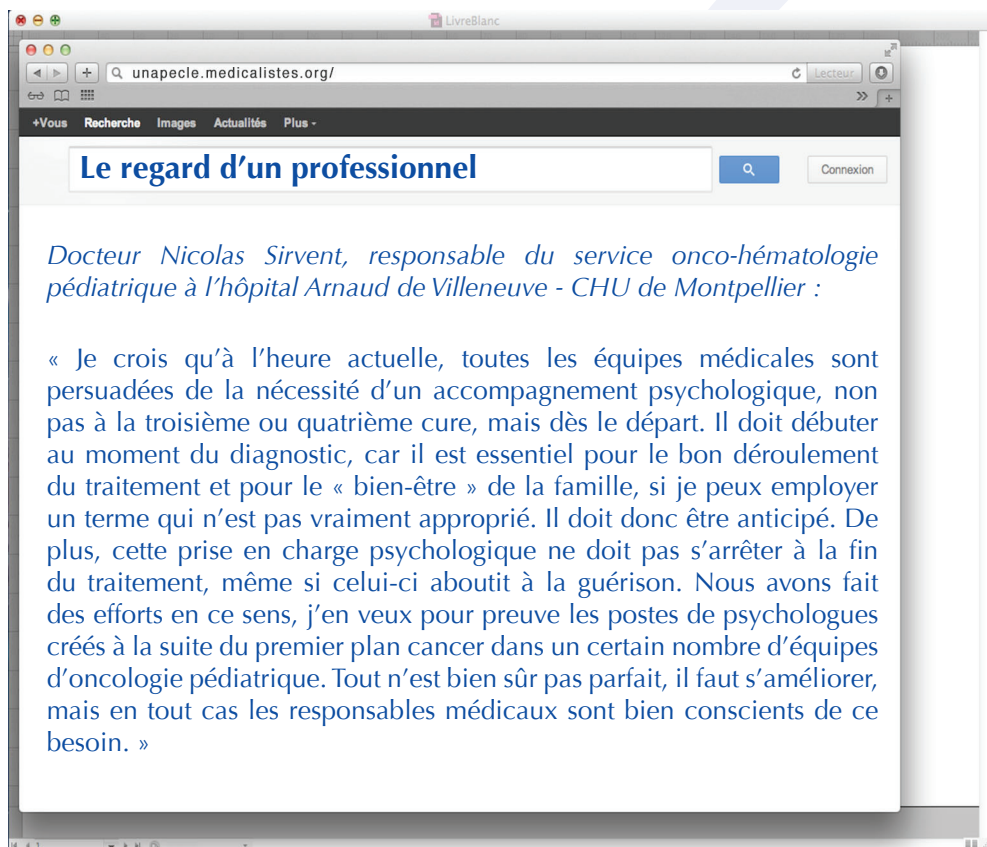 LivreBlanc
unapecle.medicalistes.org/
Lecteur
+Vous Recherche Images Actualités Plus -
Le regard d’un professionnel
Connexion
Docteur Nicolas Sirvent, responsable du service onco-hématologie
pédiatrique à l’hôpital Arnaud de Villeneuve - CHU de Montpellier :
« Je crois qu’à l’heure actuelle, toutes les équipes médicales sont
persuadées de la nécessité d’un accompagnement psychologique, non
pas à la troisième ou quatrième cure, mais dès le départ. Il doit débuter
au moment du diagnostic, car il est essentiel pour le bon déroulement
du traitement et pour le « bien-être » de la famille, si je peux employer
un terme qui n’est pas vraiment approprié. Il doit donc être anticipé. De
plus, cette prise en charge psychologique ne doit pas s’arrêter à la fin
du traitement, même si celui-ci aboutit à la guérison. Nous avons fait
des efforts en ce sens, j’en veux pour preuve les postes de psychologues
créés à la suite du premier plan cancer dans un certain nombre d’équipes
d’oncologie pédiatrique. Tout n’est bien sûr pas parfait, il faut s’améliorer,
mais en tout cas les responsables médicaux sont bien conscients de ce
besoin. »